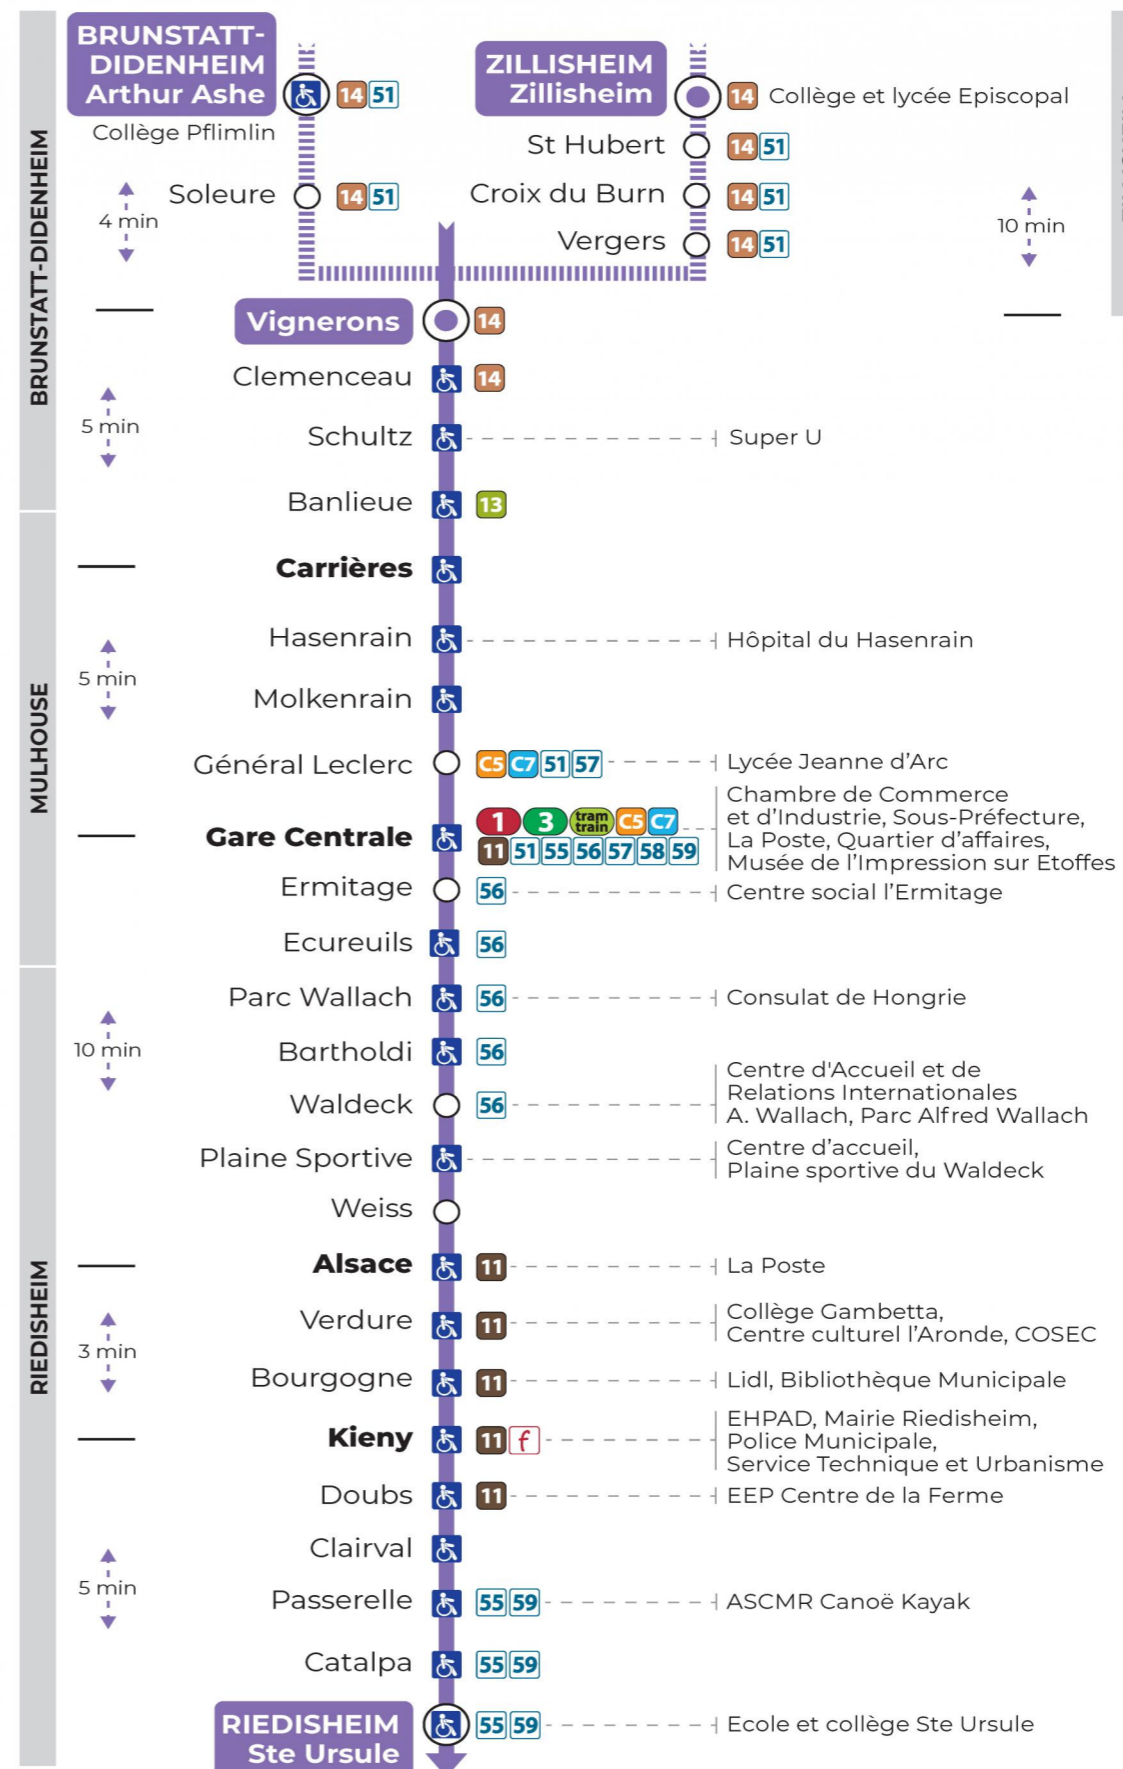 BRUNSTATT-
DIDENHEIM
Arthur Ashe
14 51
Collège Pflimlin
Soleure 14 51
4 min
ZILLISHEIM
Zillisheim
14 Collège et lycée Episcopal
St Hubert 14 51
Croix du Burn 14 51
Vergers 14 51
10 min
BRUNSTATT-DIDENHEIM
Vignerons 14
Clemenceau 14
5 min
Schultz Super U
Banlieue 13
MULHOUSE
Carrières
Hasenrain Hôpital du Hasenrain
5 min
Molkenrain
Général Leclerc C5 C7 51 57 Lycée Jeanne d’Arc
Gare Centrale
1 3 tram train C5 C7
11 51 55 56 57 58 59
Chambre de Commerce
et d’Industrie, Sous-Préfecture,
La Poste, Quartier d’affaires,
Musée de l’Impression sur Etoffes
Ermitage 56 Centre social l’Ermitage
Ecureuils 56
RIEDISHEIM
Parc Wallach 56 Consulat de Hongrie
10 min
Bartholdi 56
Waldeck 56
Centre d'Accueil et de
Relations Internationales
A. Wallach, Parc Alfred Wallach
Plaine Sportive
Centre d’accueil,
Plaine sportive du Waldeck
Weiss
Alsace 11 La Poste
Verdure 11
Collège Gambetta,
Centre culturel l’Aronde, COSEC
3 min
Bourgogne 11 Lidl, Bibliothèque Municipale
Kieny 11 f
EHPAD, Mairie Riedisheim,
Police Municipale,
Service Technique et Urbanisme
Doubs 11 EEP Centre de la Ferme
Clairval
5 min
Passerelle 55 59 ASCMR Canoë Kayak
Catalpa 55 59
RIEDISHEIM
Ste Ursule
55 59 Ecole et collège Ste Ursule